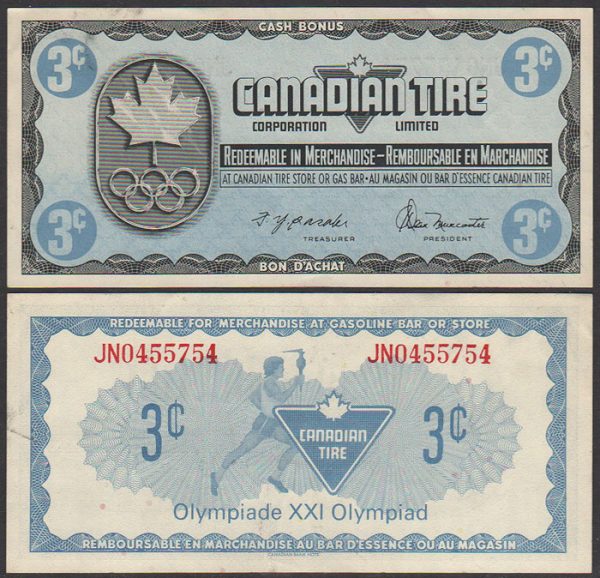 CASH BONUS
3¢ 3¢
CANADIAN TIRE
CORPORATION LIMITED
REDEEMABLE IN MERCHANDISE - REMBOURSABLE EN MARCHANDISE
AT CANADIAN TIRE STORE OR GAS BAR • AU MAGASIN OU BAR D'ESSENCE CANADIAN TIRE
3¢ 3¢
TREASURER PRESIDENT
BON D'ACHAT
REDEEMABLE FOR MERCHANDISE AT GASOLINE BAR OR STORE
JN0455754 JN0455754
3¢ 3¢
CANADIAN
TIRE
Olympiade XXI Olympiad
REMBOURSABLE EN MARCHANDISE AU BAR D'ESSENCE OU AU MAGASIN
CANADIAN BANK NOTE